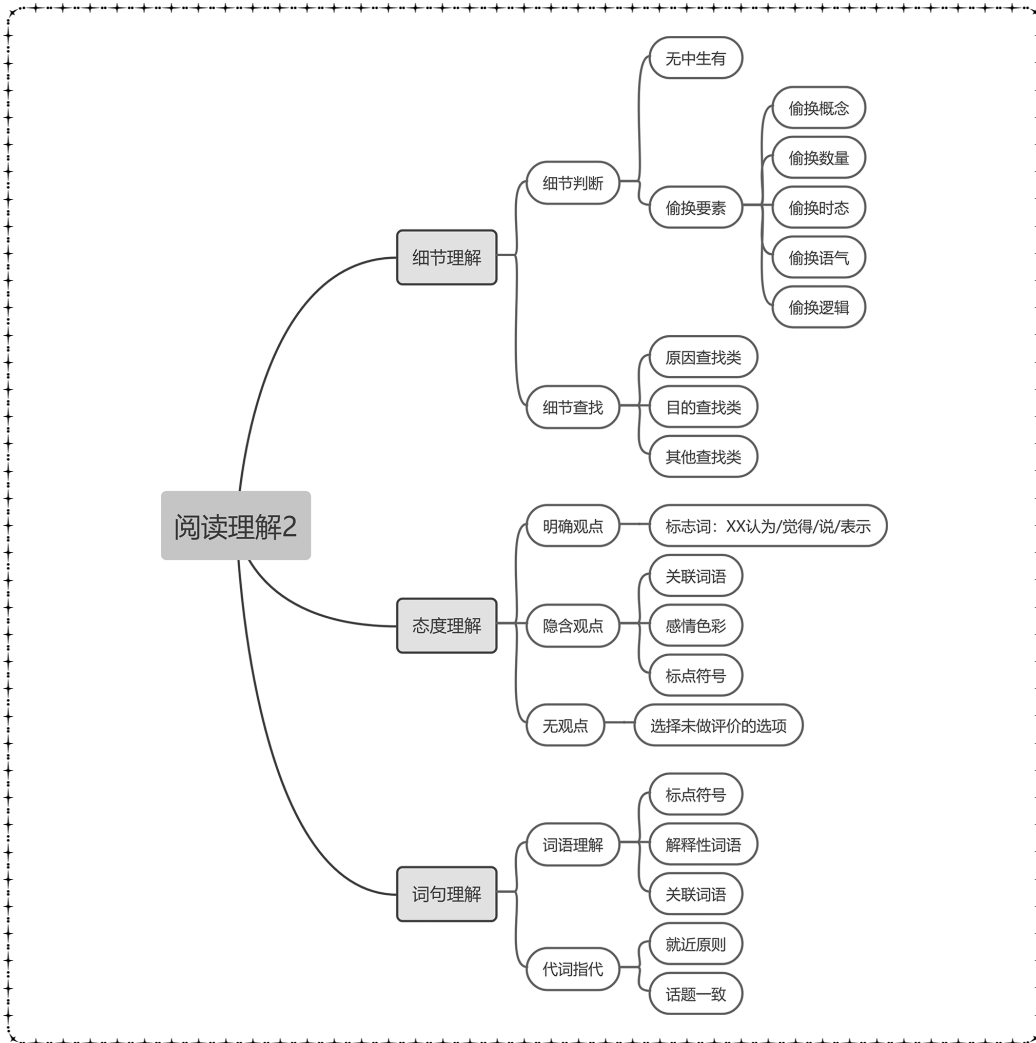 阅读理解2
细节理解
细节判断
无中生有
偷换要素
偷换概念
偷换数量
偷换时态
偷换语气
偷换逻辑
细节查找
原因查找类
目的查找类
其他查找类
态度理解
明确观点
标志词：XX认为/觉得/说/表示
隐含观点
关联词语
感情色彩
标点符号
无观点
选择未做评价的选项
词句理解
词语理解
标点符号
解释性词语
关联词语
代词指代
就近原则
话题一致